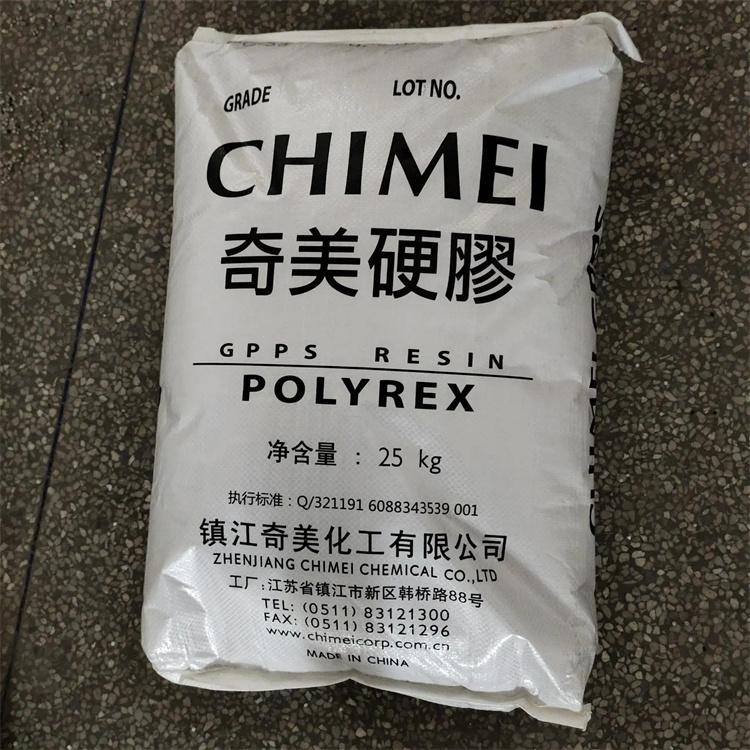 GRADE LOT NO.
CHIMEI
奇美硬膠
GPPS RESIN
POLYREX
净含量 : 25 kg
执行标准:Q/321191 6088343539 001
镇江奇美化工有限公司
ZHENJIANG CHIMEI CHEMICAL CO.,LTD
工厂:江苏省镇江市新区韩桥路88号
TEL: (0511) 83121300
FAX: (0511) 83121296
www.chimeicorp.com.cn
MADE IN CHINA